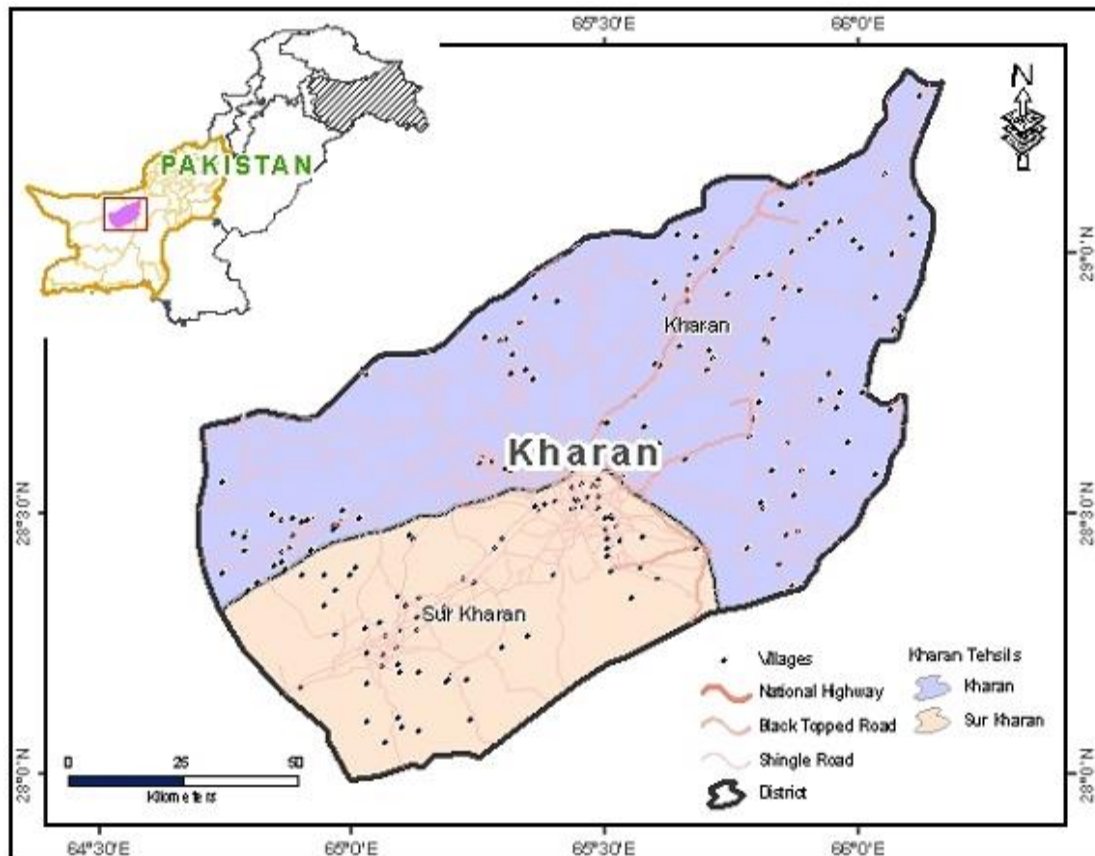 65°30'E
66°0'E
N
PAKISTAN
29°0'N
Kharan
Kharan
28°30'N
28°30'N
Sur Kharan
Villages
National Highway
Black Topped Road
Shingle Road
District
Kharan Tehsils
Kharan
Sur Kharan
0 25 50
Kilometers
28°0'N
28°0'N
64°30'E
65°0'E
65°30'E
66°0'E